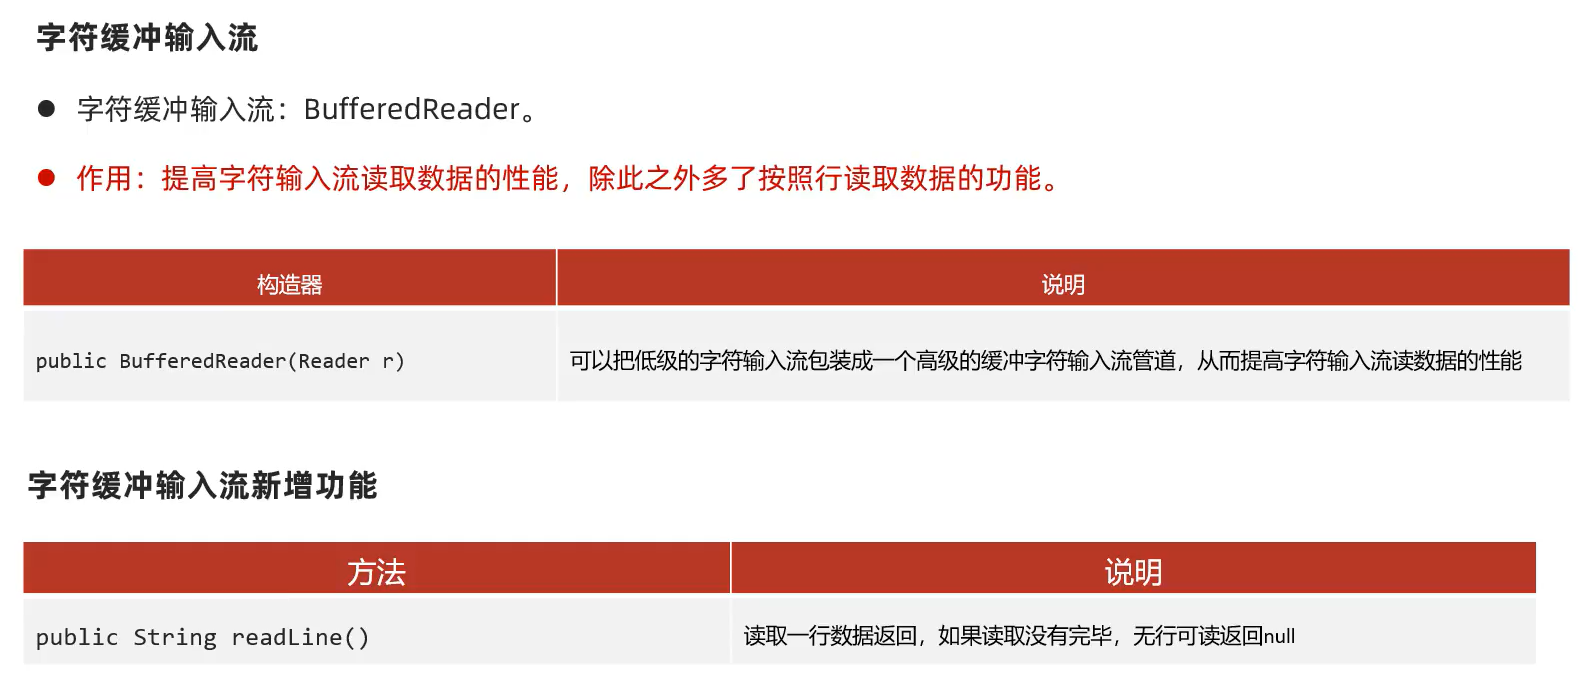 字符缓冲输入流
● 字符缓冲输入流：BufferedReader。
● 作用：提高字符输入流读取数据的性能，除此之外多了按照行读取数据的功能。
构造器 说明
public BufferedReader(Reader r) 可以把低级的字符输入流包装成一个高级的缓冲字符输入流管道，从而提高字符输入流读数据的性能
字符缓冲输入流新增功能
方法 说明
public String readLine() 读取一行数据返回，如果读取没有完毕，无行可读返回null